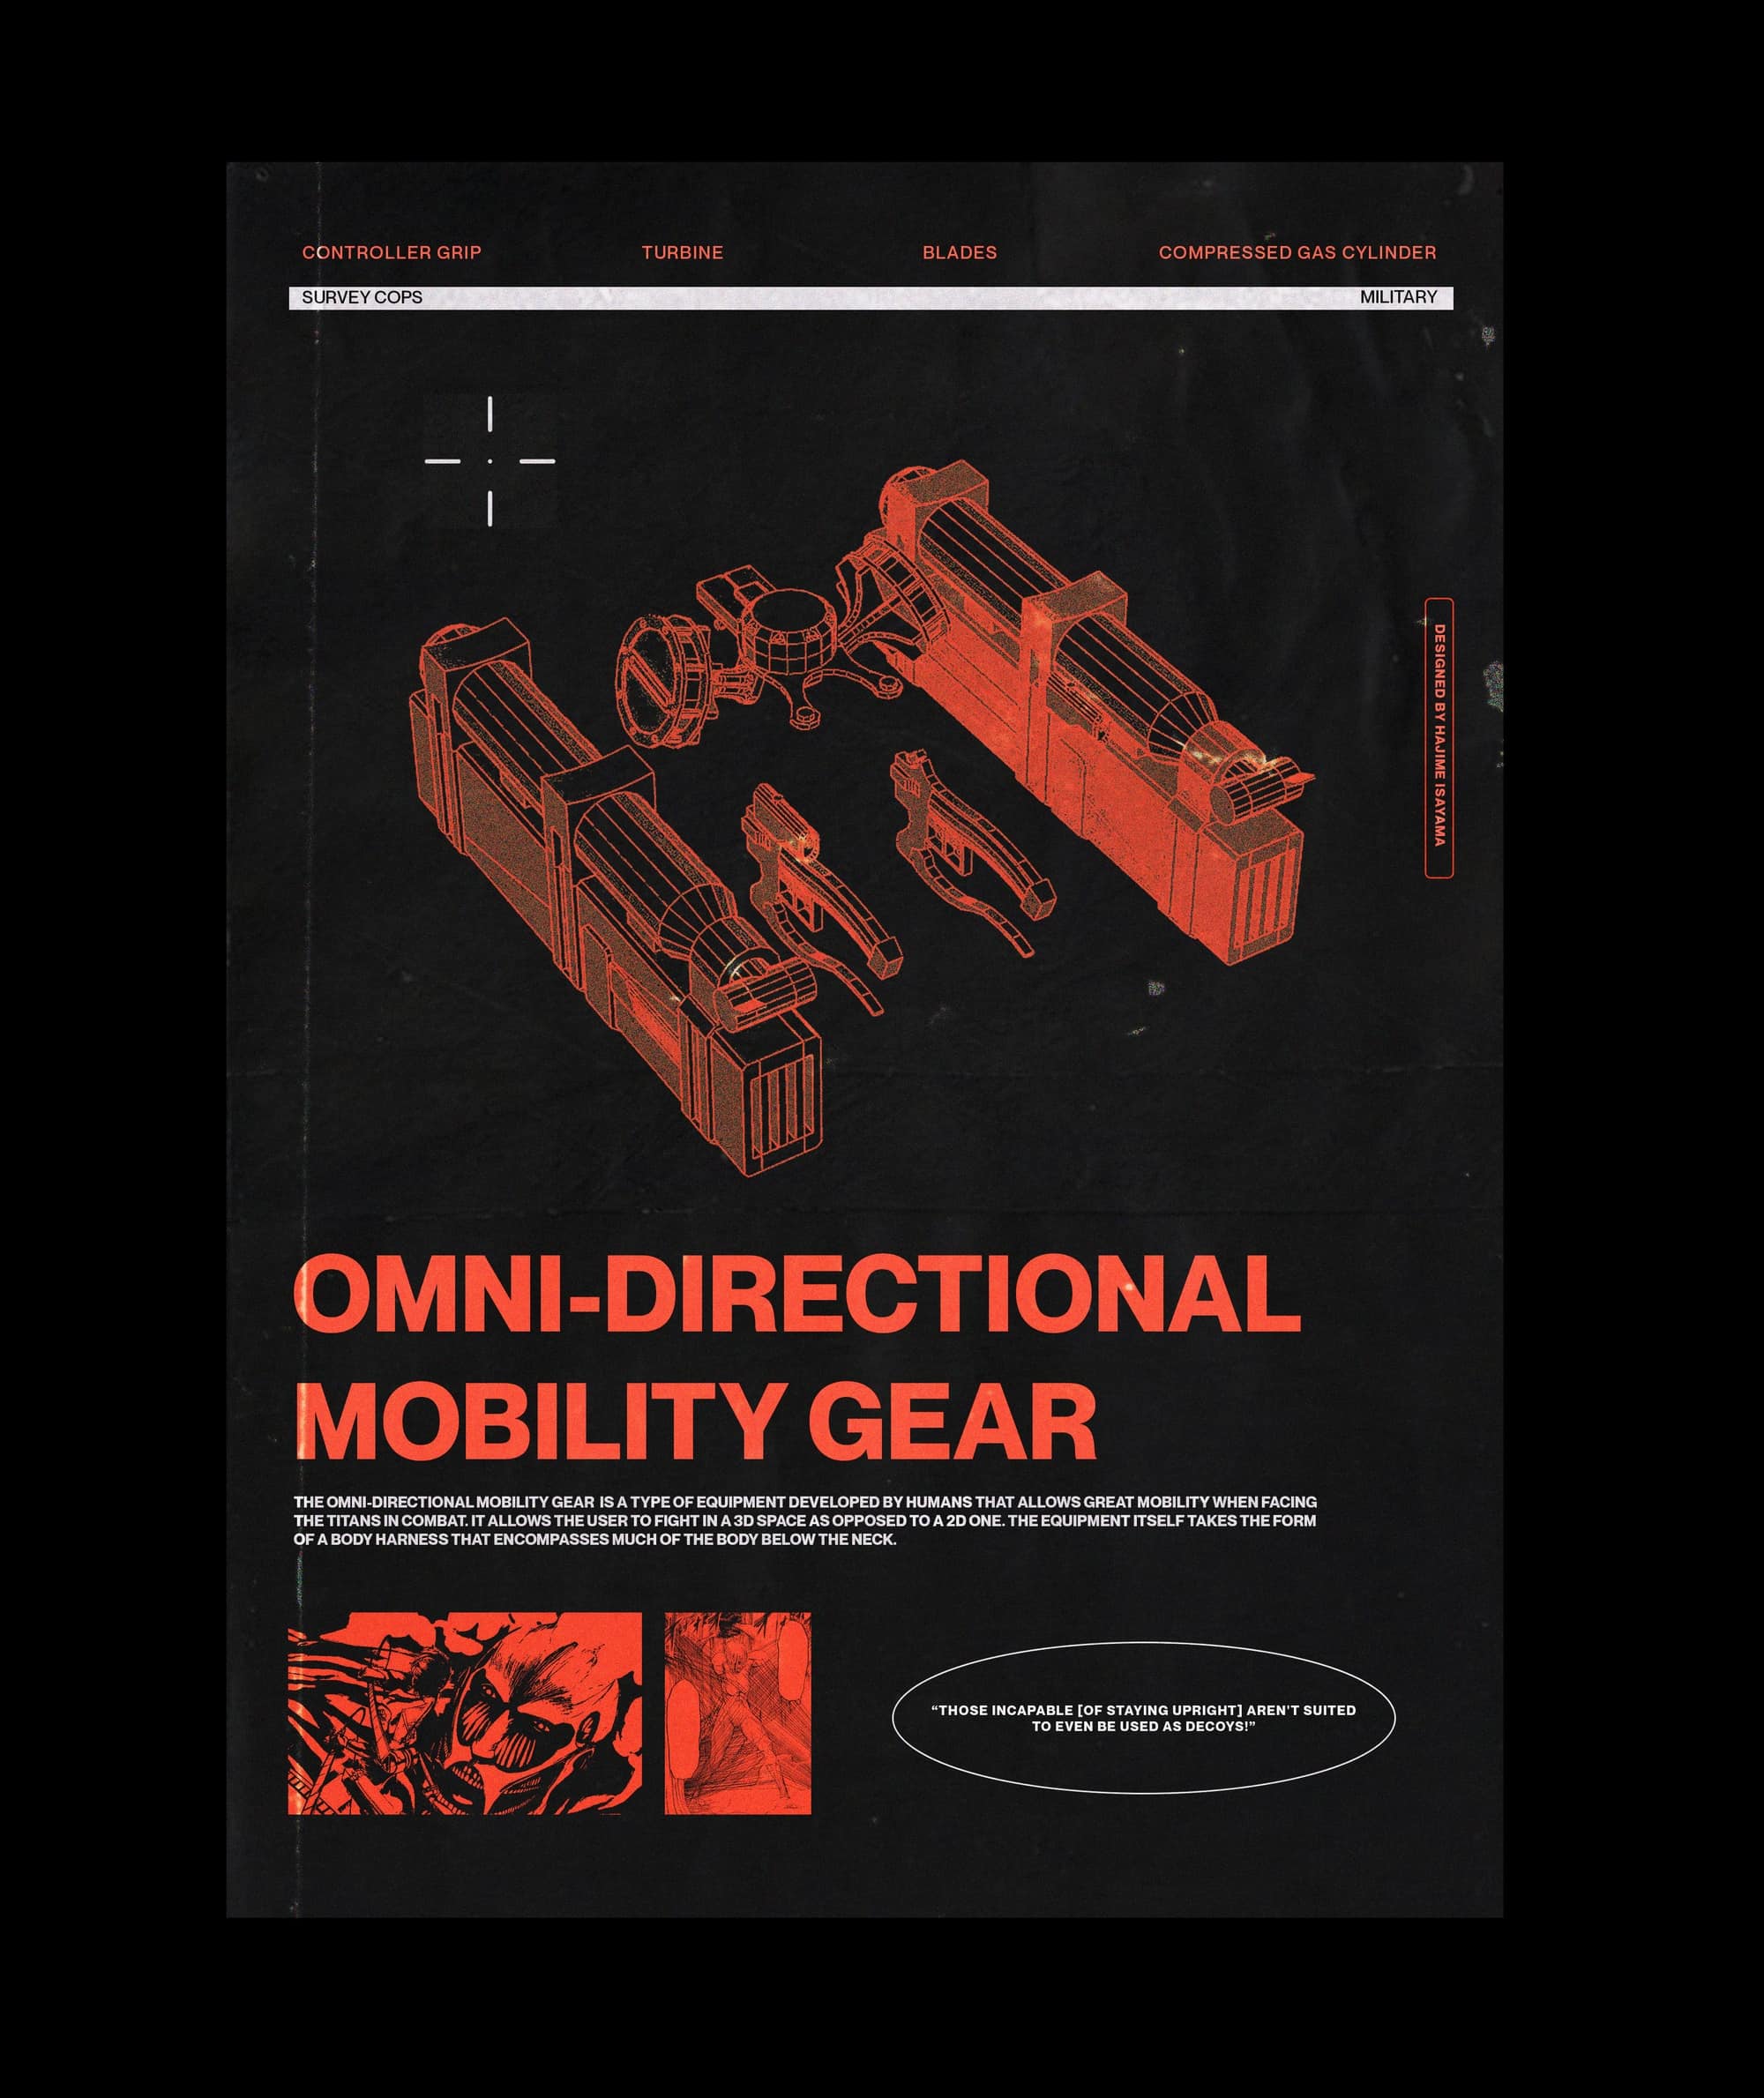 CONTROLLER GRIP TURBINE BLADES COMPRESSED GAS CYLINDER
SURVEY COPS MILITARY
DESIGNED BY HAJIME ISAYAMA
OMNI-DIRECTIONAL
MOBILITY GEAR
THE OMNI-DIRECTIONAL MOBILITY GEAR IS A TYPE OF EQUIPMENT DEVELOPED BY HUMANS THAT ALLOWS GREAT MOBILITY WHEN FACING
THE TITANS IN COMBAT. IT ALLOWS THE USER TO FIGHT IN A 3D SPACE AS OPPOSED TO A 2D ONE. THE EQUIPMENT ITSELF TAKES THE FORM
OF A BODY HARNESS THAT ENCOMPASSES MUCH OF THE BODY BELOW THE NECK.
“THOSE INCAPABLE [OF STAYING UPRIGHT] AREN'T SUITED
TO EVEN BE USED AS DECOYS!”